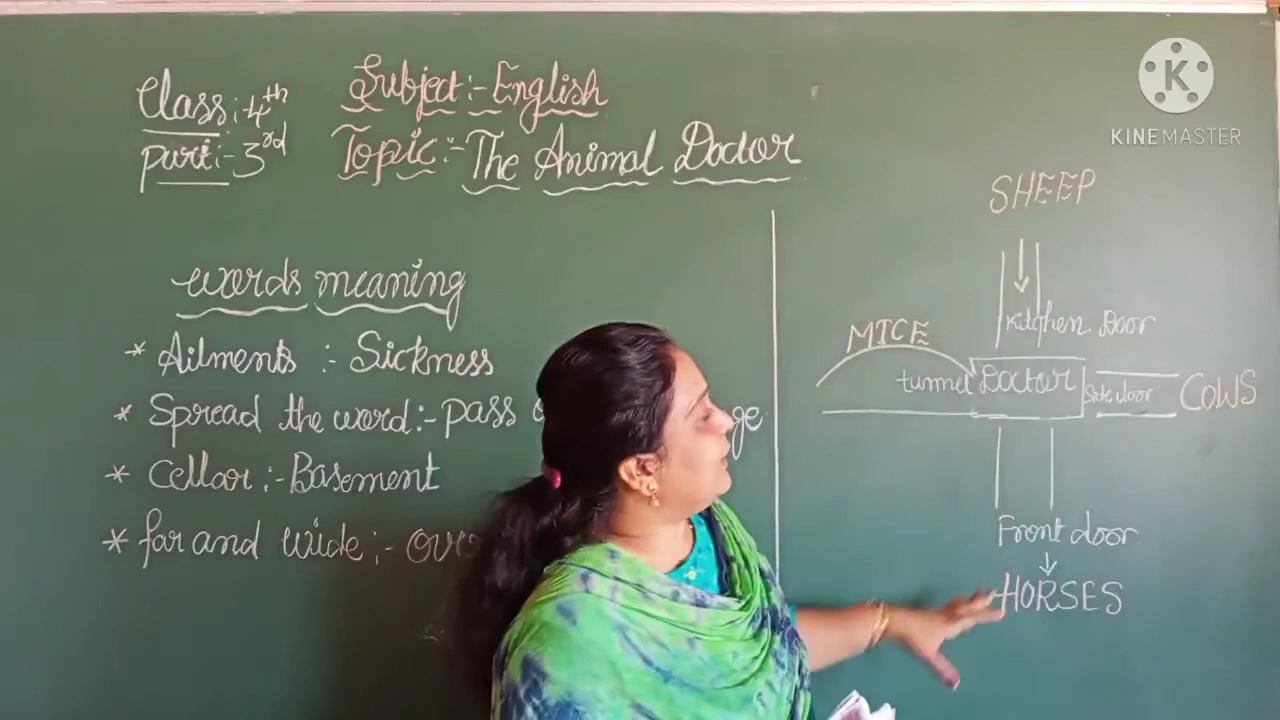 Class:4th
Subject:-English
part:-3rd
Topic:-The Animal Doctor
words meaning
* Ailments :- Sickness
* Spread the word:-pass
* Cellar:-Basement
* far and wide:-
SHEEP
Kitchen Door
MICE
tunnel Doctor Side door COWS
Front door
HORSES
K
KINEMASTER